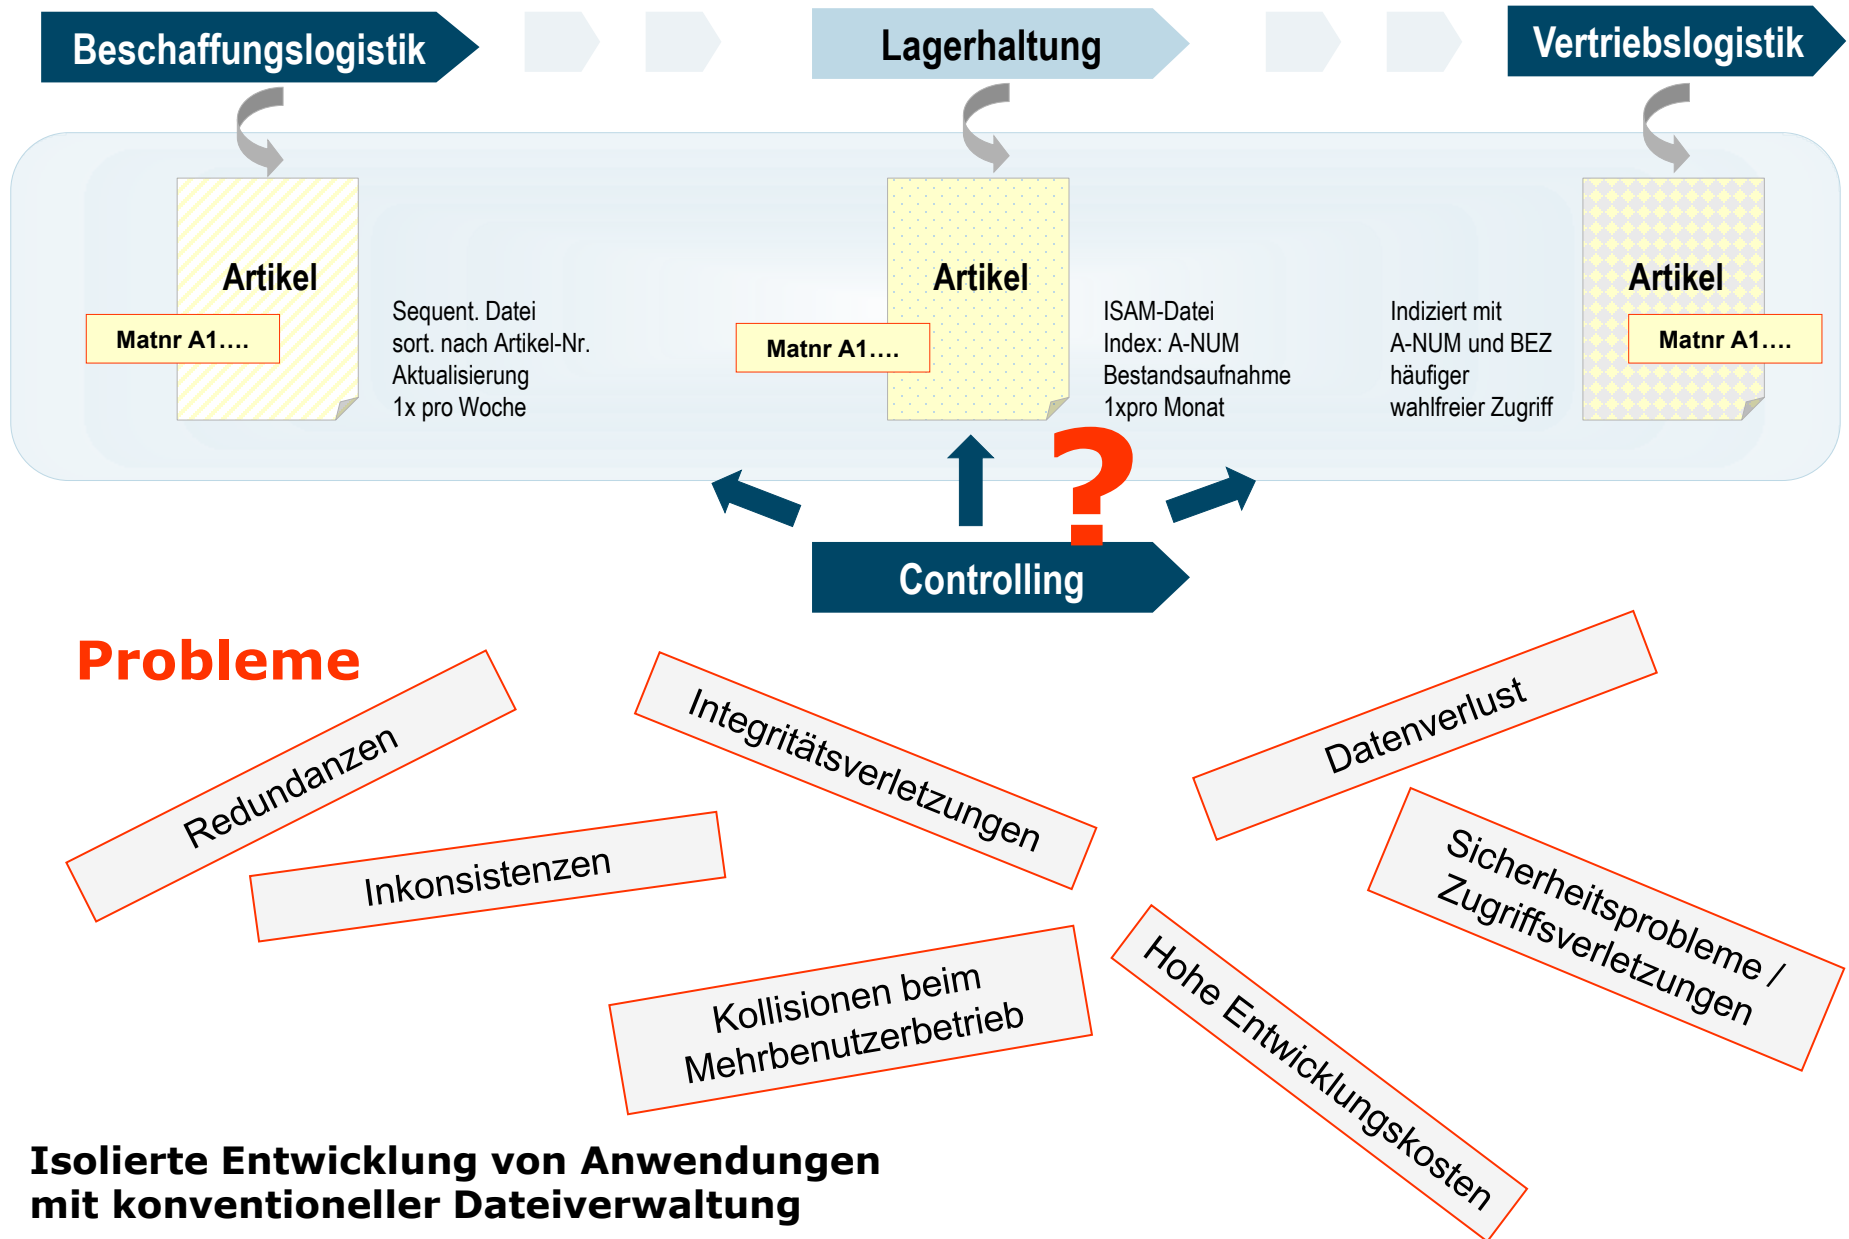 Beschaffungslogistik
Lagerhaltung
Vertriebslogistik
Artikel
Matnr A1….
Sequent. Datei
sort. nach Artikel-Nr.
Aktualisierung
1x pro Woche
Artikel
Matnr A1….
ISAM-Datei
Index: A-NUM
Bestandsaufnahme
1xpro Monat
Indiziert mit
A-NUM und BEZ
häufiger
wahlfreier Zugriff
Artikel
Matnr A1….
?
Controlling
Probleme
Redundanzen
Integritätsverletzungen
Datenverlust
Inkonsistenzen
Sicherheitsprobleme /
Zugriffsverletzungen
Kollisionen beim
Mehrbenutzerbetrieb
Hohe Entwicklungskosten
Isolierte Entwicklung von Anwendungen
mit konventioneller Dateiverwaltung